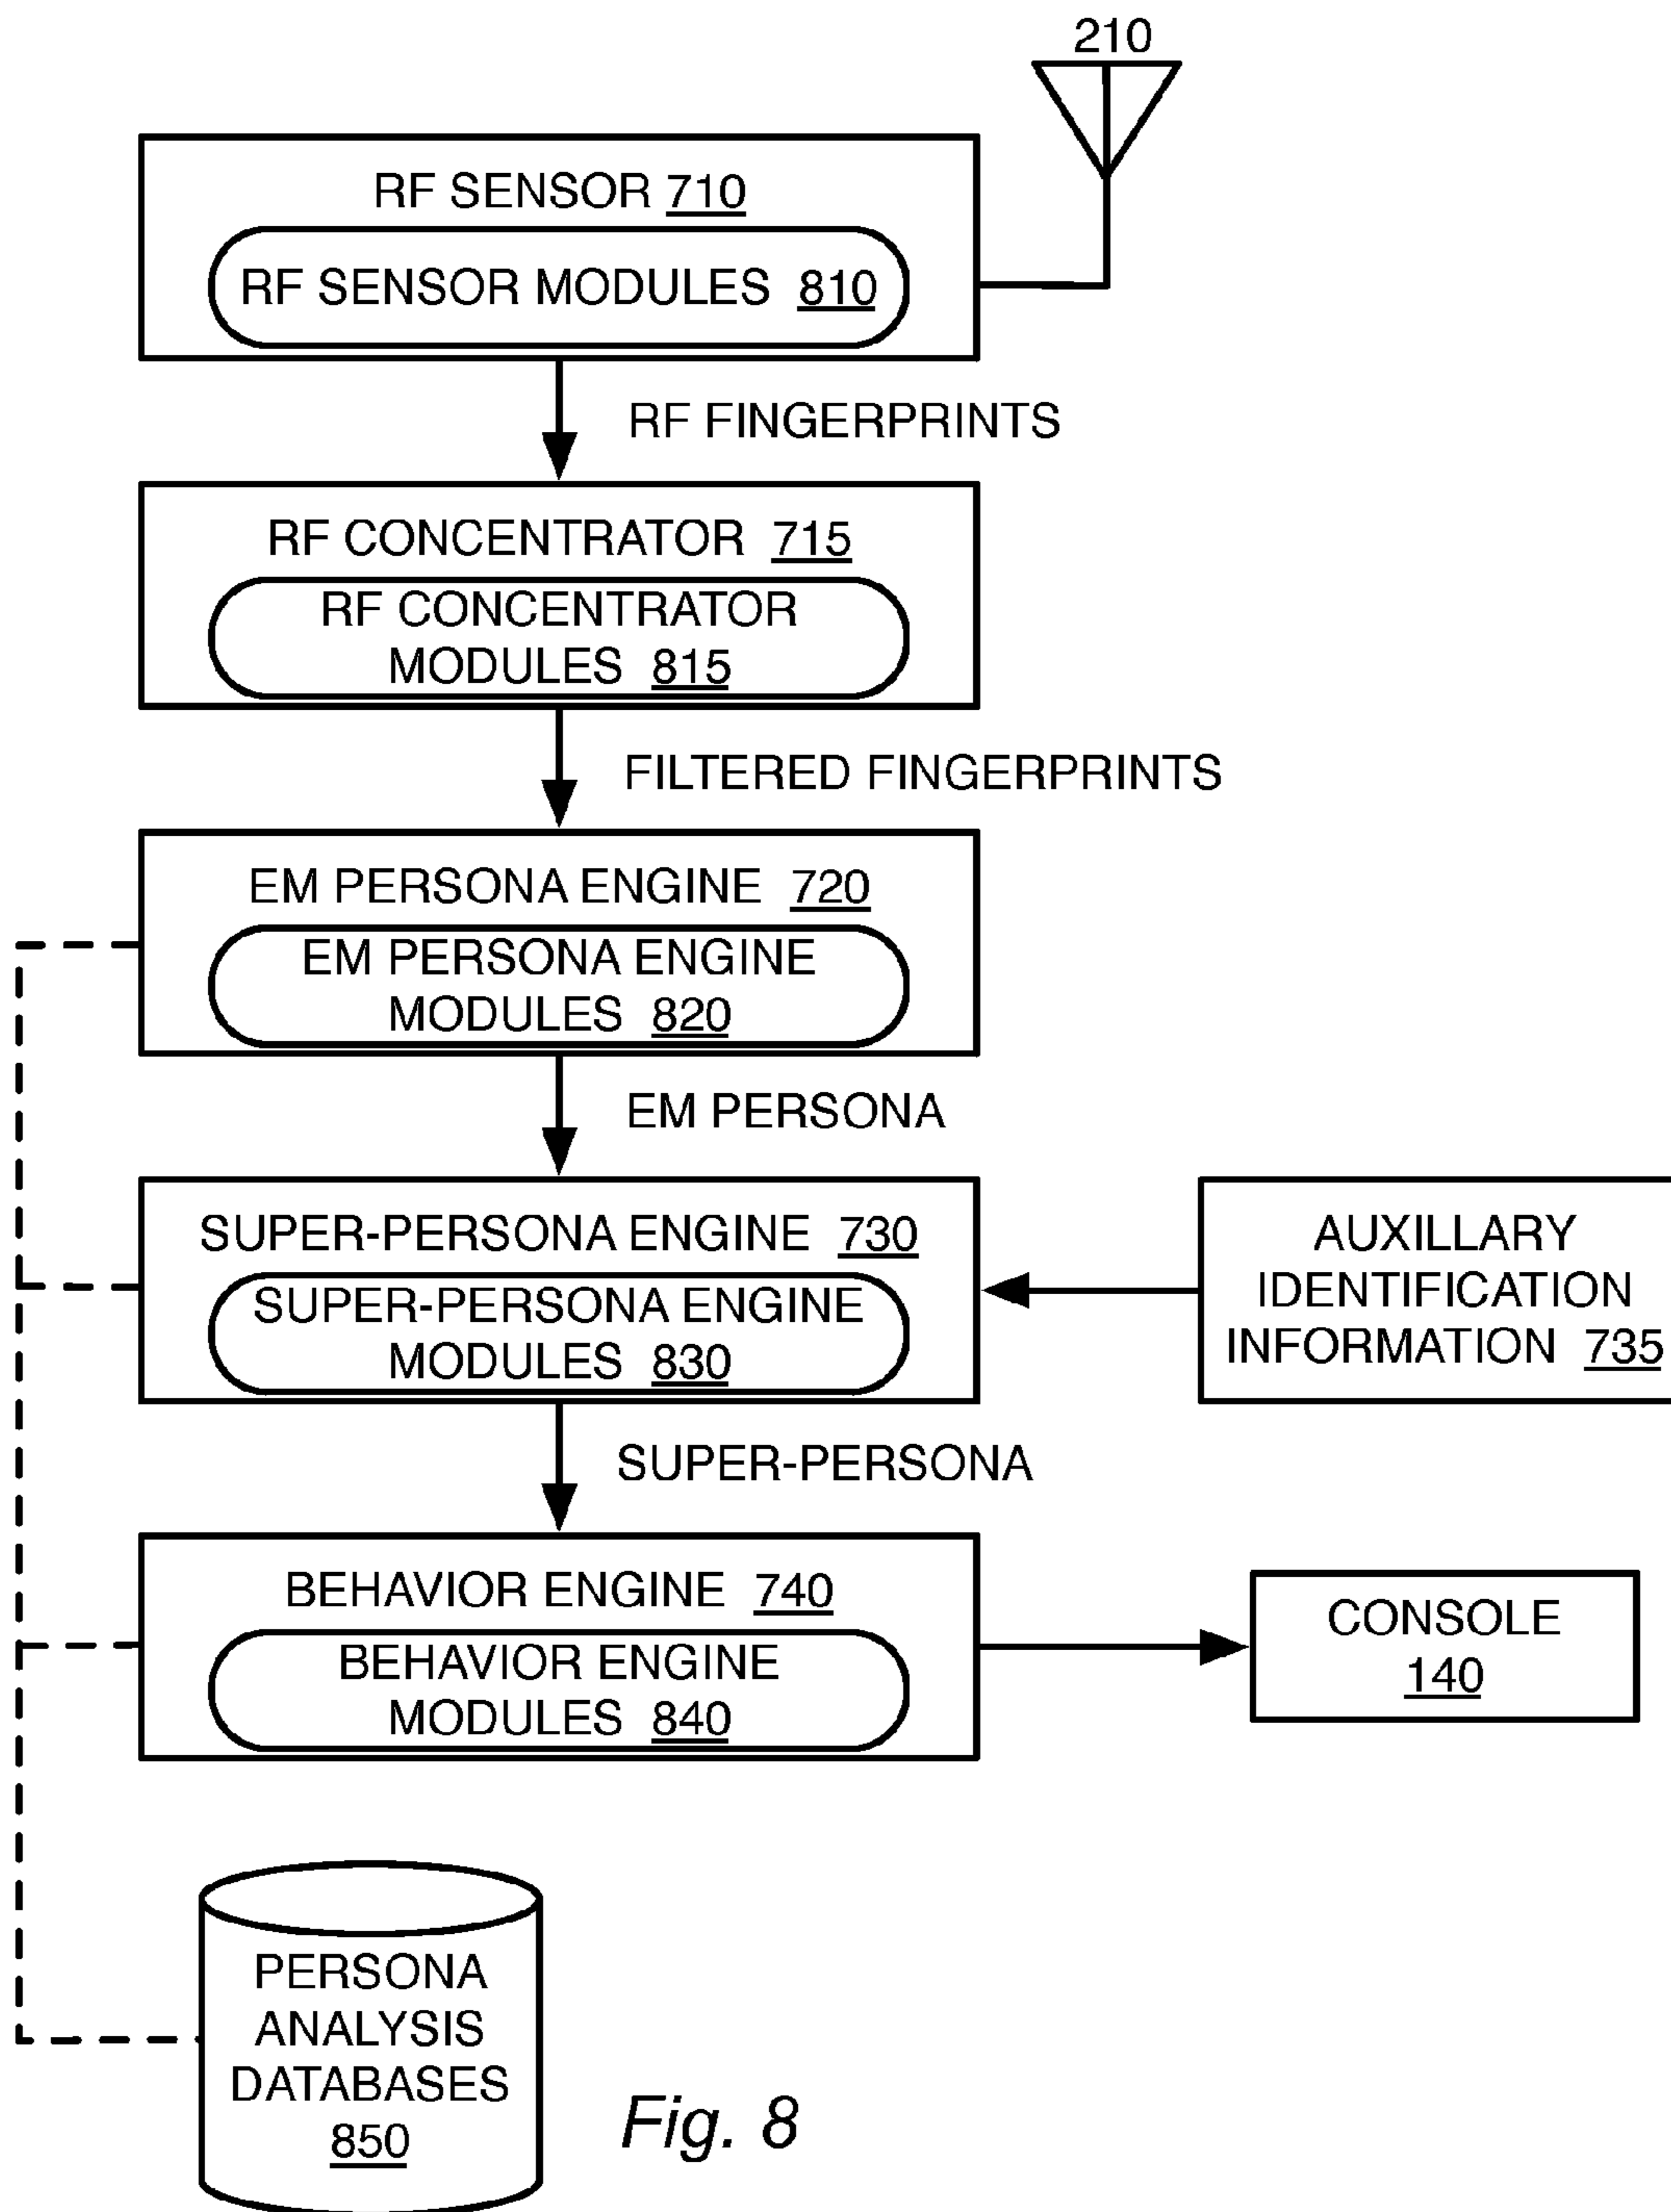 210
RF SENSOR 710
RF SENSOR MODULES 810
RF FINGERPRINTS
RF CONCENTRATOR 715
RF CONCENTRATOR
MODULES 815
FILTERED FINGERPRINTS
EM PERSONA ENGINE 720
EM PERSONA ENGINE
MODULES 820
EM PERSONA
SUPER-PERSONA ENGINE 730
SUPER-PERSONA ENGINE
MODULES 830
AUXILLARY
IDENTIFICATION
INFORMATION 735
SUPER-PERSONA
BEHAVIOR ENGINE 740
BEHAVIOR ENGINE
MODULES 840
CONSOLE
140
PERSONA
ANALYSIS
DATABASES
850
Fig. 8